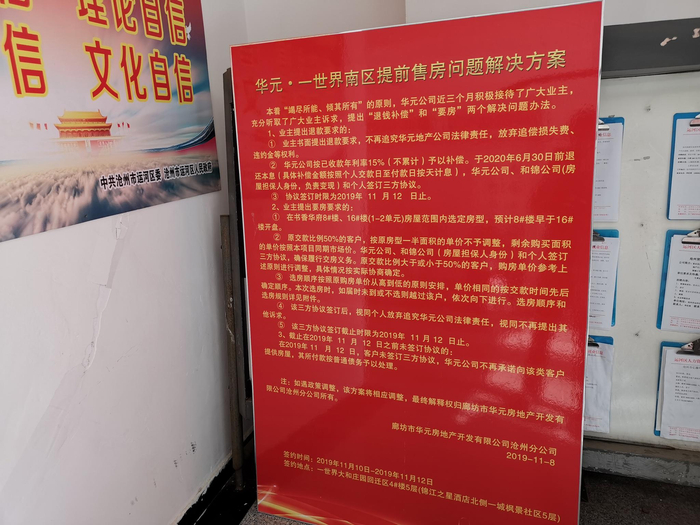 理论自信
自信
文化自信
中共沧州市运河区委 沧州市运河区人民政府
华元·一世界南区提前售房问题解决方案
本着“竭尽所能、倾其所有”的原则，华元公司近三个月积极接待了广大业主，
充分听取了广大业主诉求，提出“退钱补偿”和“要房”两个解决问题办法。
1、业主提出退款要求的：
① 业主书面提出退款要求，不再追究华元地产公司法律责任，放弃追偿损失费、
违约金等权利。
② 华元公司按已收款年利率15%（不累计）予以补偿。于2020年6月30日前退
还本息（具体补偿金额按照个人交款日至付款日按天计息），华元公司、和锦公司(房
屋担保人身份，负责变现）和个人签订三方协议。
③ 协议签订时限为2019年 11月 12日 止。
2、业主提出要房要求的：
① 在书香华府8#楼、16#楼(1-2单元)房屋范围内选定房型，预计8#楼早于16#
楼开盘。
② 原交款比例50%的客户，按原房型一半面积的单价不予调整，剩余购买面积
的单价按照本项目同期市场价。华元公司、和锦公司（房屋担保人身份）和个人签订
三方协议，确保履行交房义务。原交款比例大于或小于50%的客户，购房单价参考上
述原则进行调整，具体情况按实际协商确定。
③ 选房顺序按照原购房单价从高到低的原则安排，单价相同的按交款时间先后
确定顺序。本次选房时，如届时未到或不选则越过该户，依次向下进行。选房顺序和
选房规则详见附件。
④ 该三方协议签订后，视同个人放弃追究华元公司法律责任，视同不再提出其
他诉求。
⑤ 该三方协议签订截止时限为2019年 11月 12日 止。
3、截止在2019年 11月 12日之前未签订协议的：
在2019年 11月 12日，客户未签订三方协议，华元公司不再承诺向该类客户
提供房屋，其所付款按普通债务予以处理。
注：如遇政策调整，该方案将相应调整，最终解释权归廊坊市华元房地产开发有
限公司沧州分公司所有。
廊坊市华元房地产开发有限公司沧州分公司
2019-11-8
签约时间：2019年11月10日-2019年11月12日
签约地点：一世界大和庄园回迁区4#楼5层(锦江之星酒店北侧一城枫景社区5层)